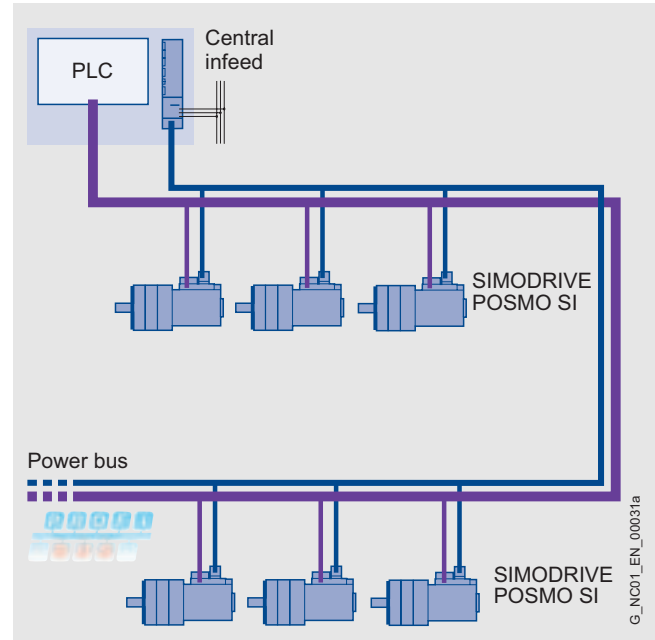 PLC
Central
infeed
SIMODRIVE
POSMO SI
Power bus
SIMODRIVE
POSMO SI
G_NC01_EN_00031a